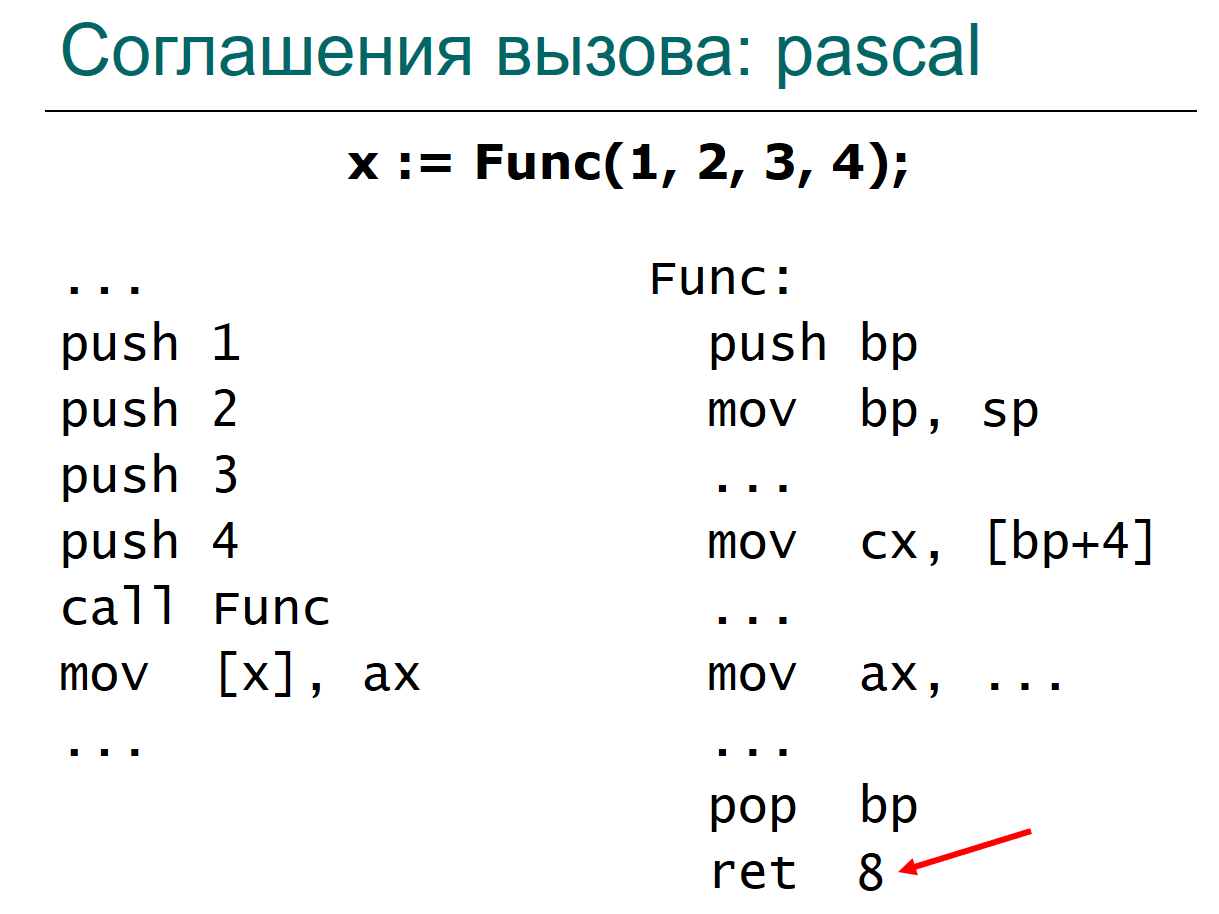 Соглашения вызова: pascal
x := Func(1, 2, 3, 4);
...
push 1
push 2
push 3
push 4
call Func
mov [x], ax
...
Func:
push bp
mov bp, sp
...
mov cx, [bp+4]
...
mov ax, ...
...
pop bp
ret 8